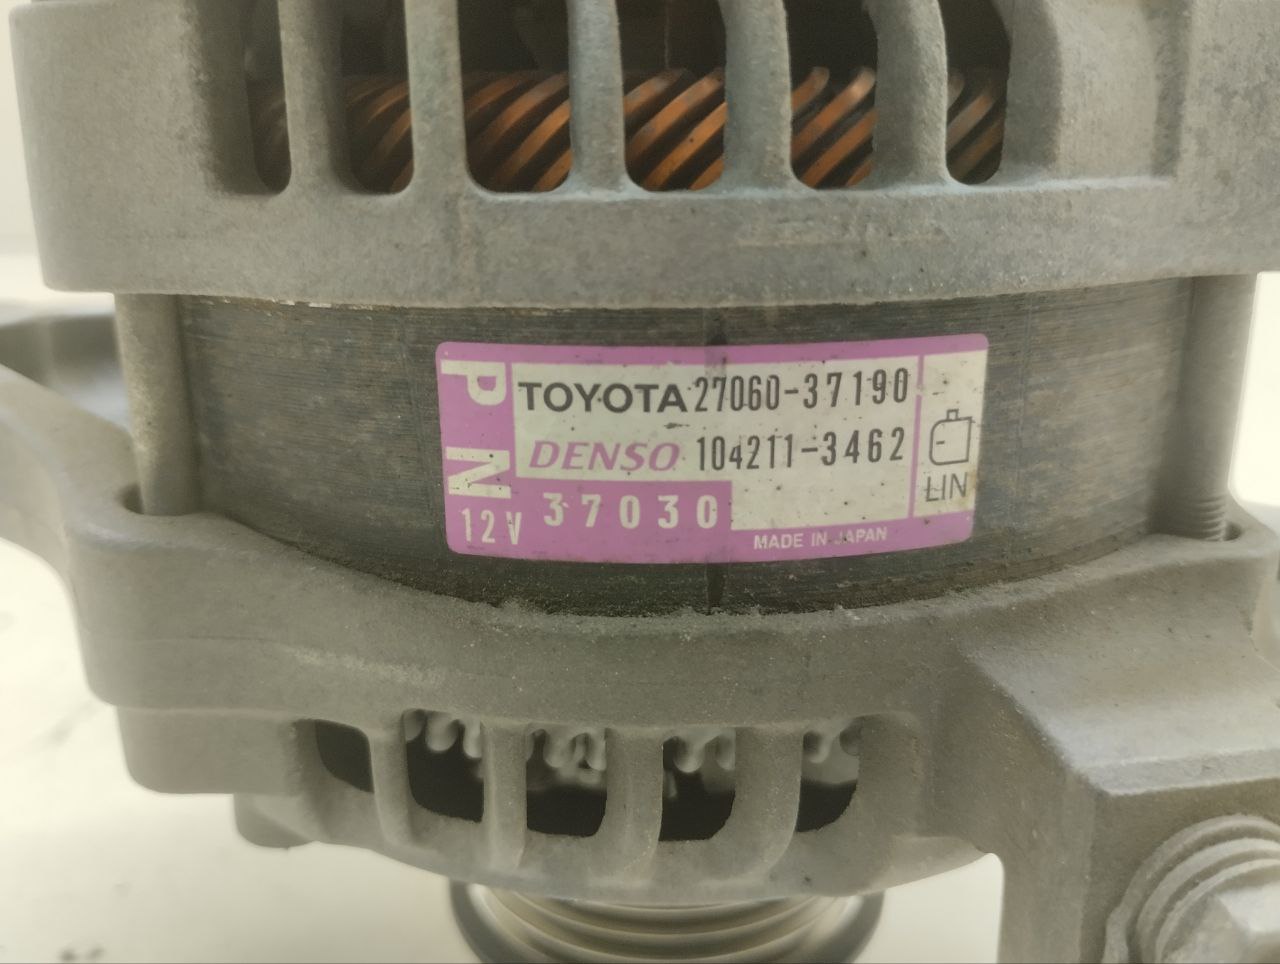 PN
TOYOTA 27060-37190
DENSO 104211-3462
12V 37030
LIN
MADE IN JAPAN